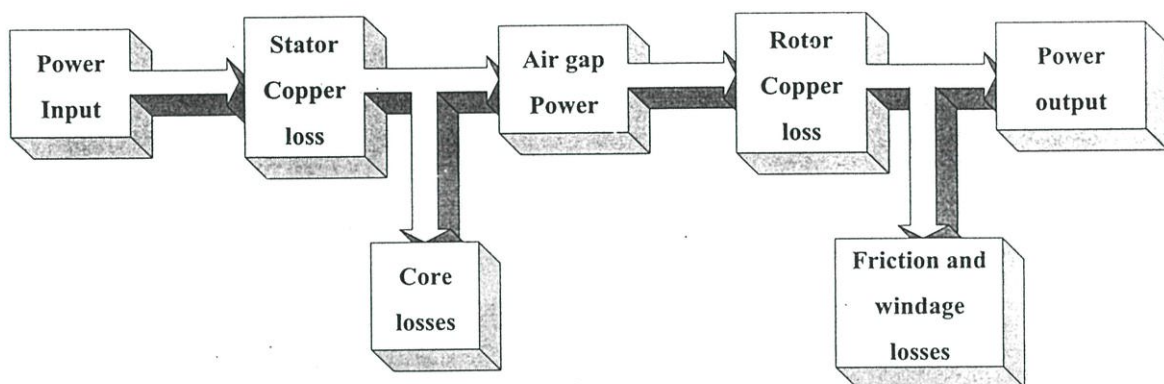 Power
Input
Stator
Copper
loss
Air gap
Power
Rotor
Copper
loss
Power
output
Core
losses
Friction and
windage
losses